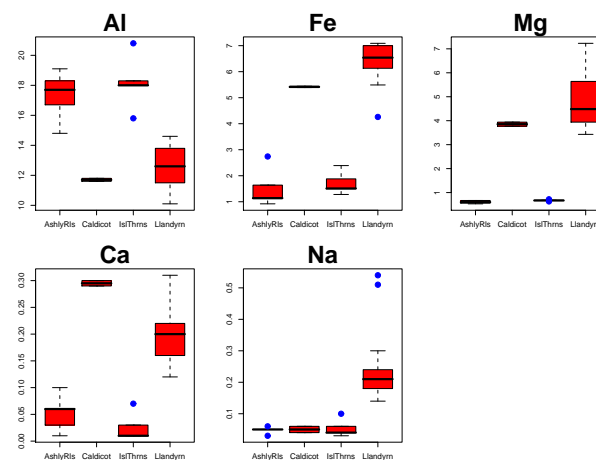 Al
Fe
Mg
20
18
16
14
12
10
AshlyRls
Caldicot
IslThrns
Llandyrn
7
6
5
4
3
2
1
AshlyRls
Caldicot
IslThrns
Llandyrn
7
6
5
4
3
2
1
AshlyRls
Caldicot
IslThrns
Llandyrn
Ca
Na
0.30
0.25
0.20
0.15
0.10
0.05
0.00
AshlyRls
Caldicot
IslThrns
Llandyrn
0.5
0.4
0.3
0.2
0.1
AshlyRls
Caldicot
IslThrns
Llandyrn